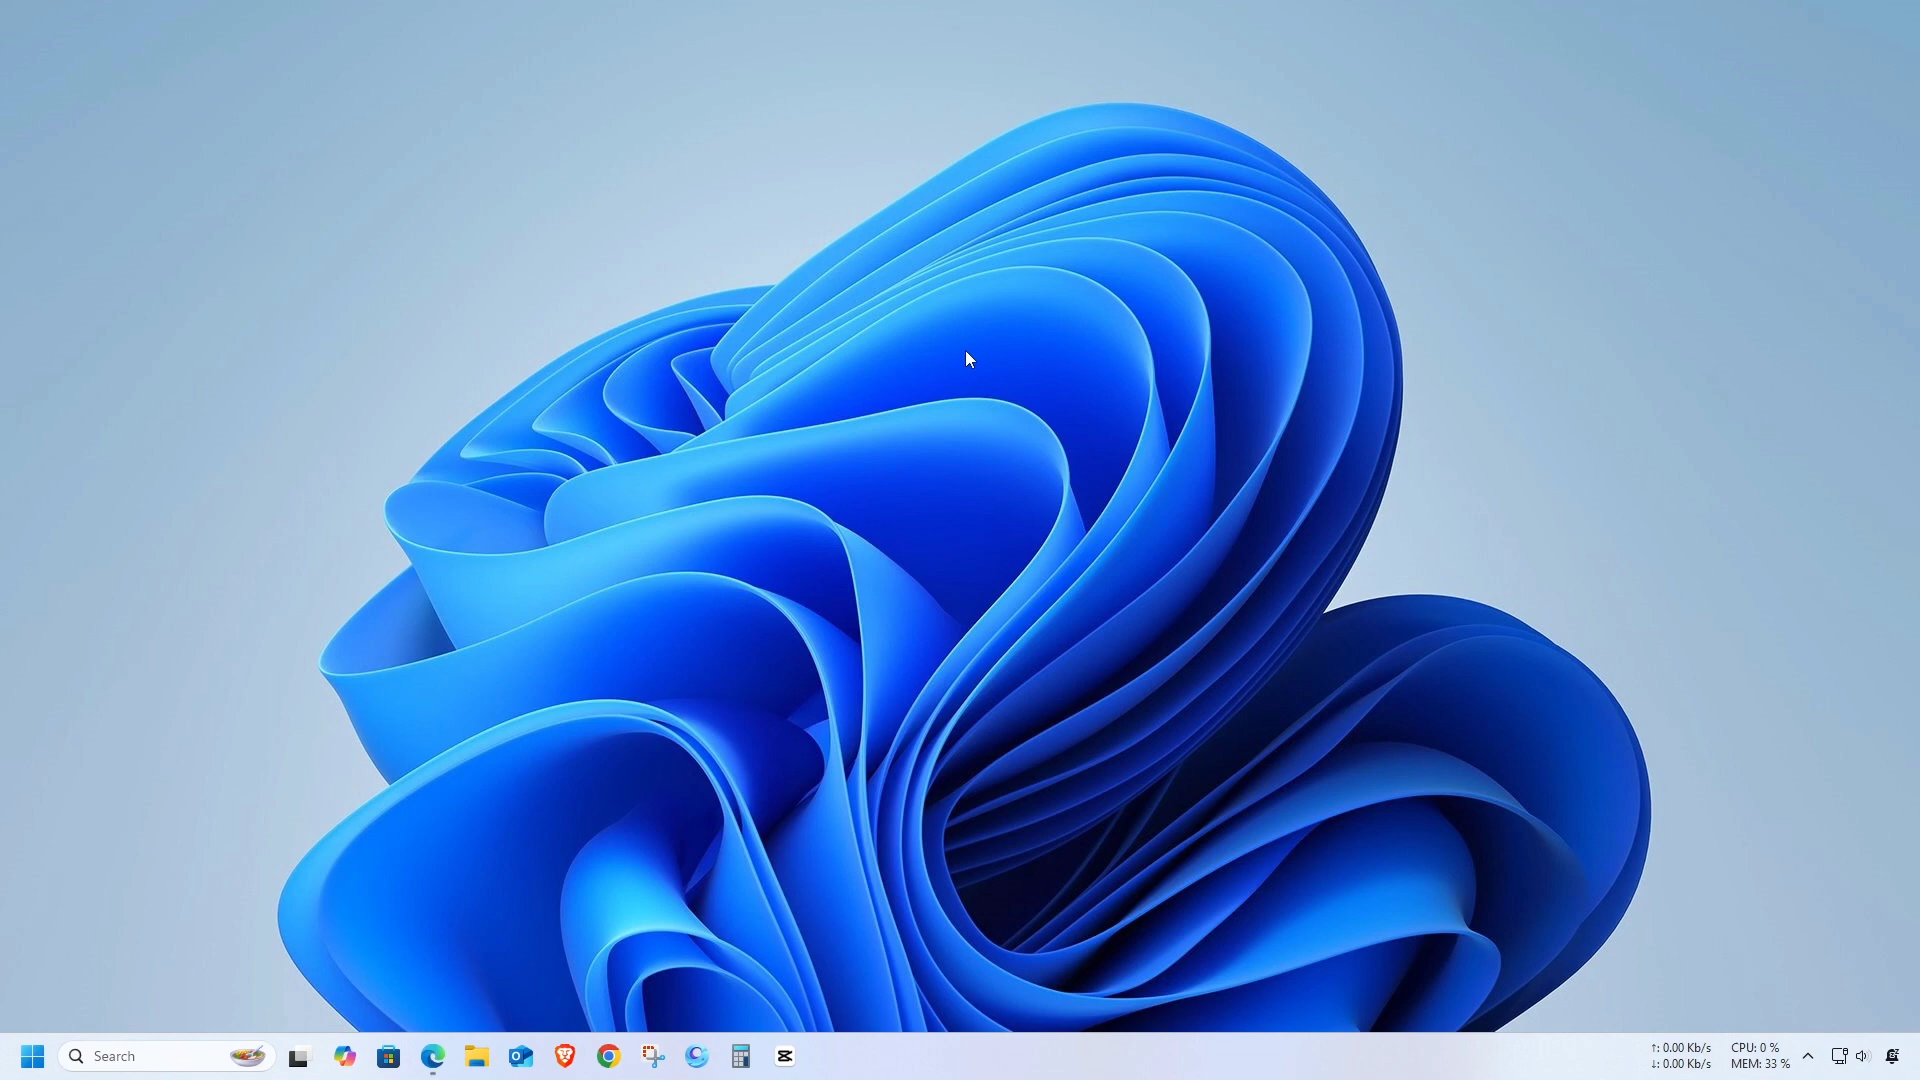 Search
↑: 0.00 Kb/s
↓: 0.00 Kb/s
CPU: 0 %
MEM: 33 %